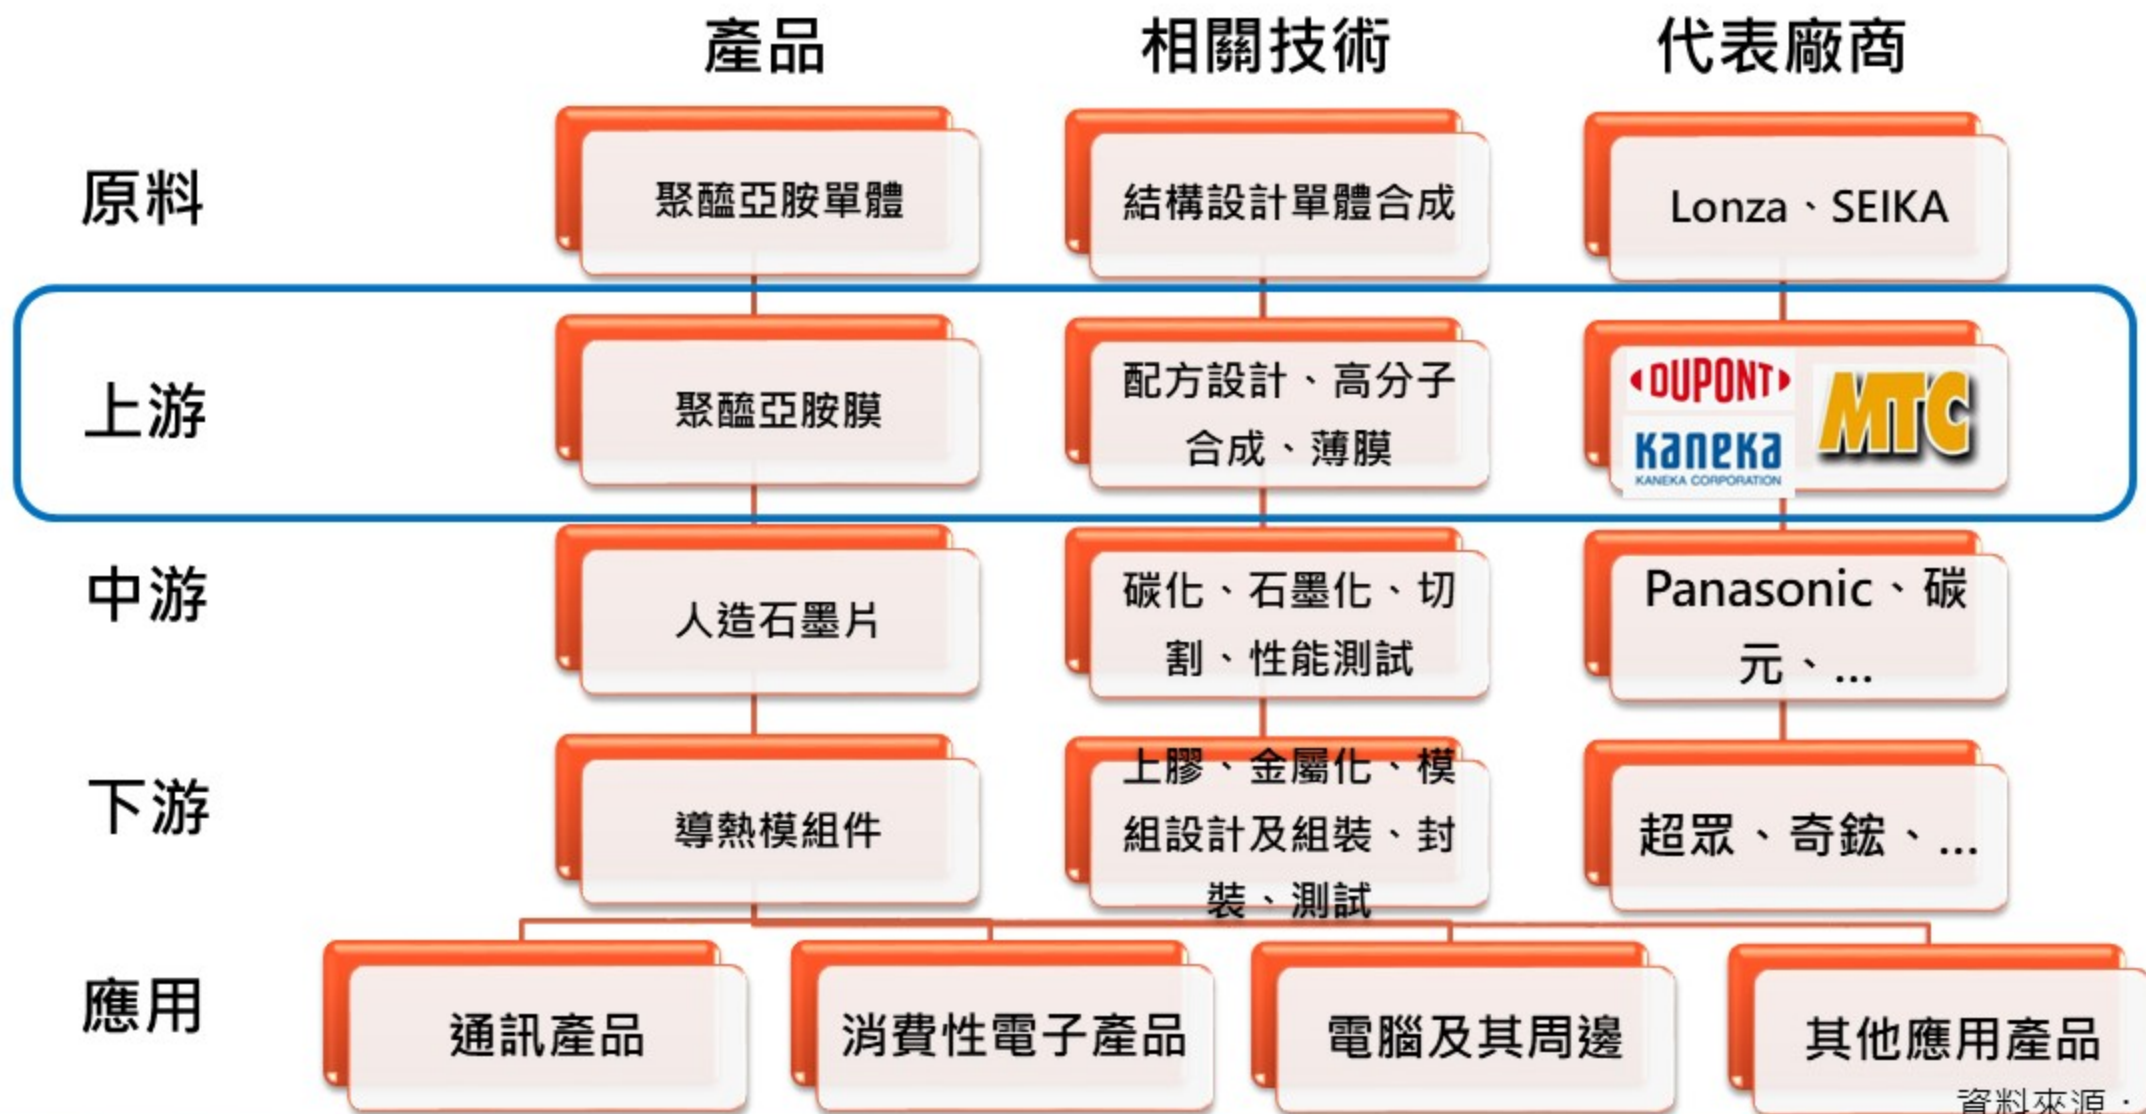 產品
相關技術
代表廠商
原料
聚醯亞胺單體
結構設計單體合成
Lonza、SEIKA
上游
聚醯亞胺膜
配方設計、高分子
合成、薄膜
DUPONT
MTC
Kaneka
KANEKA CORPORATION
中游
人造石墨片
碳化、石墨化、切
割、性能測試
Panasonic、碳
元、...
下游
導熱模組件
上膠、金屬化、模
組設計及組裝、封
裝、測試
超眾、奇鋐、...
應用
通訊產品
消費性電子產品
電腦及其周邊
其他應用產品
資料來源：